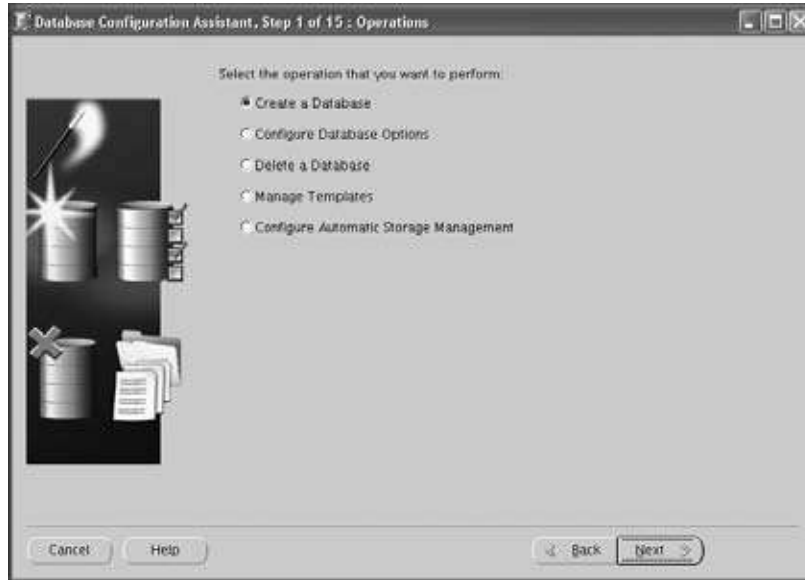 Database Configuration Assistant, Step 1 of 15 : Operations
Select the operation that you want to perform:
Create a Database
Configure Database Options
Delete a Database
Manage Templates
Configure Automatic Storage Management
Cancel
Help
Back
Next